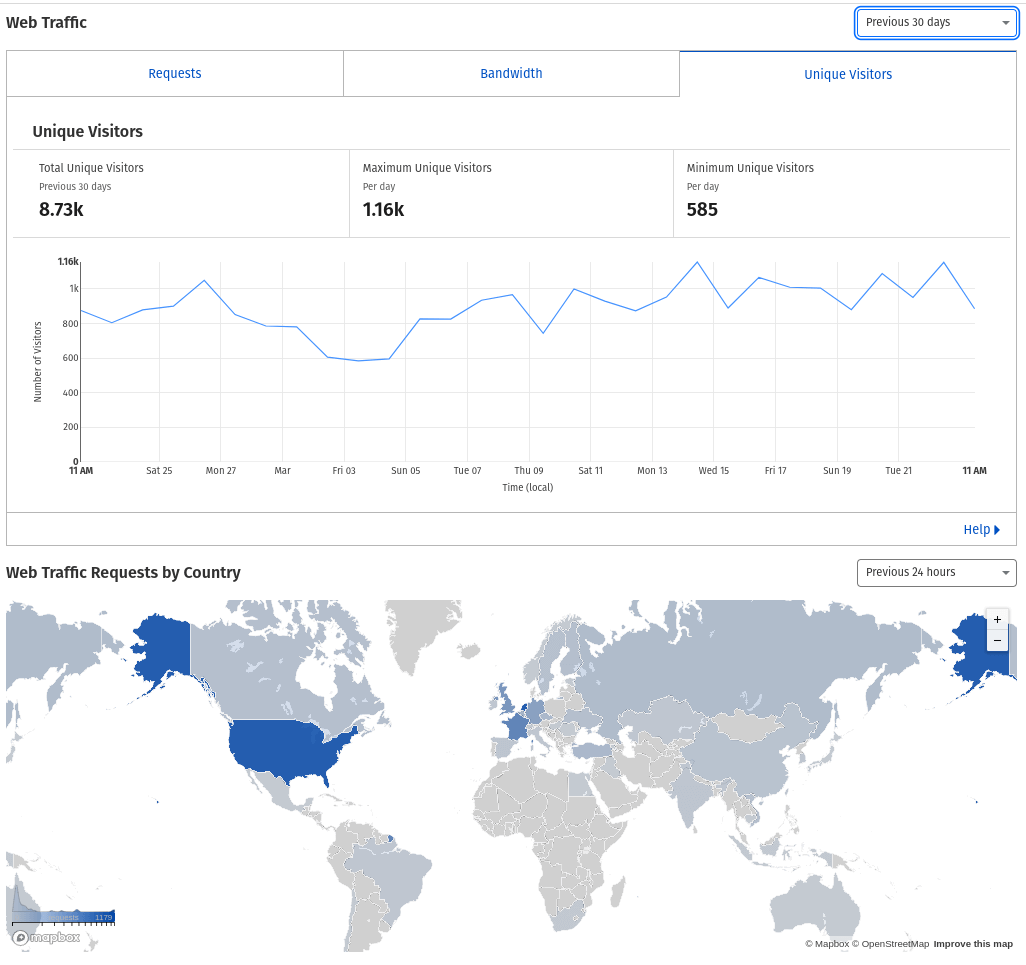 Web Traffic
Previous 30 days
Requests
Bandwidth
Unique Visitors
Unique Visitors
Total Unique Visitors
Previous 30 days
8.73k
Maximum Unique Visitors
Per day
1.16k
Minimum Unique Visitors
Per day
585
1.16k
1k
800
600
400
200
0
Number of Visitors
11 AM
Sat 25
Mon 27
Mar
Fri 03
Sun 05
Tue 07
Thu 09
Sat 11
Mon 13
Wed 15
Fri 17
Sun 19
Tue 21
11 AM
Time (local)
Help
Web Traffic Requests by Country
Previous 24 hours
+
−
1179
mapbox
© Mapbox © OpenStreetMap Improve this map